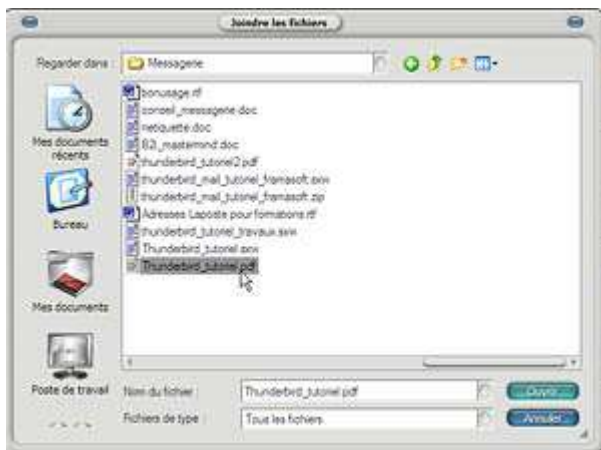 Joindre les fichiers
Regarder dans :
Messagerie
bonusage.rtf
conseil_messagerie.doc
netiquette.doc
B2i_mastermind.doc
thunderbird_tutoriel2.pdf
thunderbird_mail_tutoriel_framasoft.sxw
thunderbird_mail_tutoriel_framasoft.zip
Adresses Laposte pour formations.rtf
thunderbird_tutoriel_travaux.sxw
Thunderbird_tutoriel.sxw
Thunderbird_tutoriel.pdf
Mes documents
récents
Bureau
Mes documents
Poste de travail
Nom du fichier :
Thunderbird_tutoriel.pdf
Ouvrir
Fichiers de type :
Tous les fichiers
Annuler